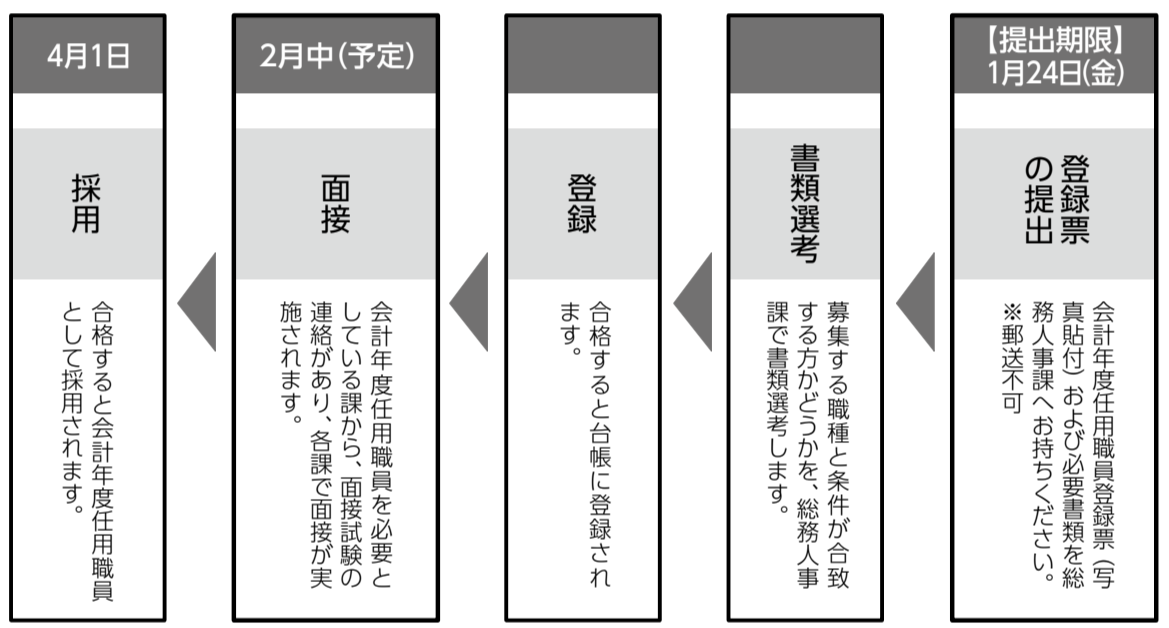 【提出期限】
1月24日(金)
登録票
の提出
会計年度任用職員登録票（写
真貼付）および必要書類を総
務人事課へお持ちください。
※郵送不可
書類選考
募集する職種と条件が合致
する方かどうかを、総務人事
課で書類選考します。
登録
合格すると台帳に登録され
ます。
2月中（予定）
面接
会計年度任用職員を必要と
している課から、面接試験の
連絡があり、各課で面接が実
施されます。
4月1日
採用
合格すると会計年度任用職員
として採用されます。